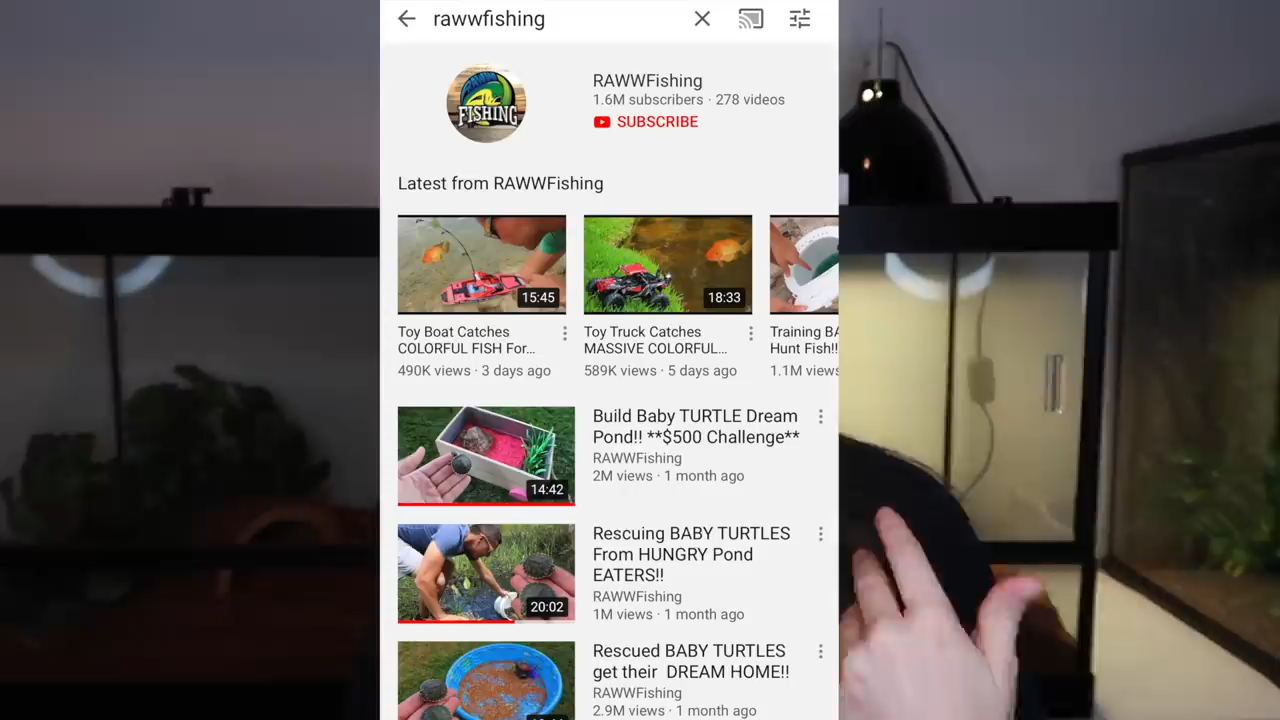 rawwfishing
FISHING
RAWWFishing
1.6M subscribers · 278 videos
SUBSCRIBE
Latest from RAWWFishing
15:45
18:33
Toy Boat Catches
COLORFUL FISH For...
490K views · 3 days ago
Toy Truck Catches
MASSIVE COLORFUL...
589K views · 5 days ago
Training BA
Hunt Fish!!
1.1M views
14:42
Build Baby TURTLE Dream
Pond!! **$500 Challenge**
RAWWFishing
2M views · 1 month ago
20:02
Rescuing BABY TURTLES
From HUNGRY Pond
EATERS!!
RAWWFishing
1M views · 1 month ago
Rescued BABY TURTLES
get their DREAM HOME!!
RAWWFishing
2.9M views · 1 month ago